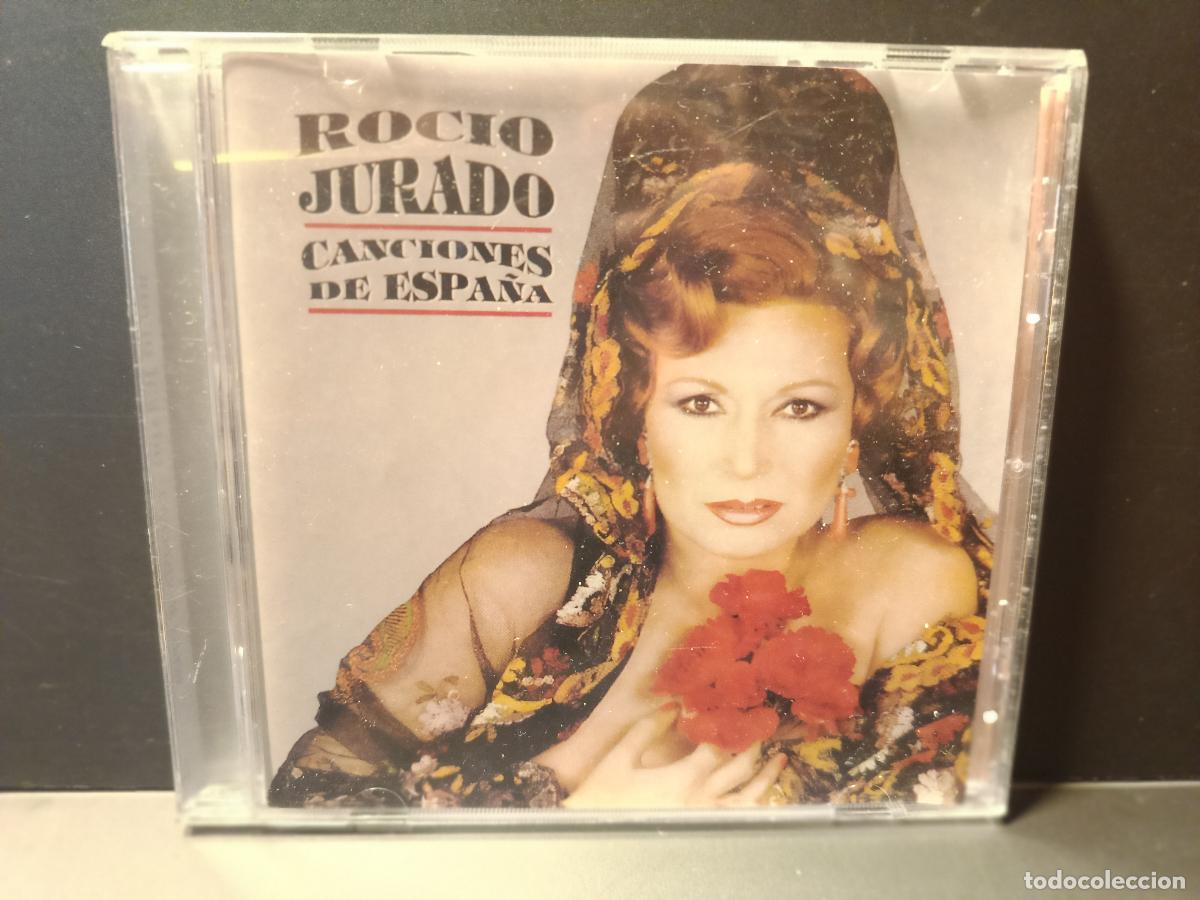 ROCIO
JURADO
CANCIONES
DE ESPAÑA
todocoleccion